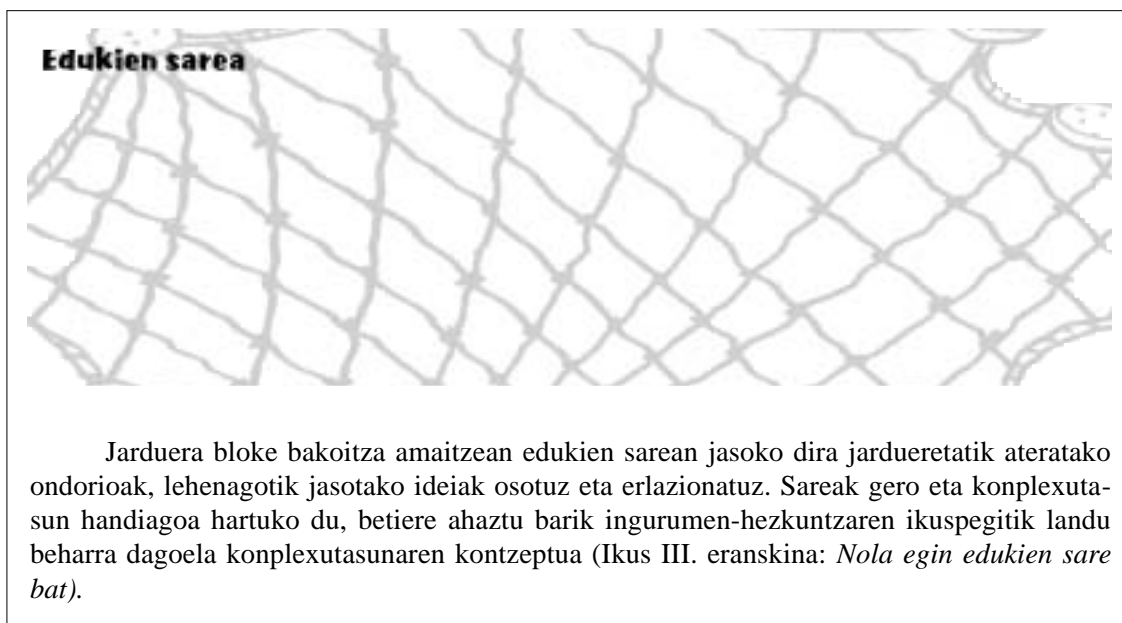 Edukien sarea
Jarduera bloke bakoitza amaitzean edukien sarean jasoko dira jardueretatik ateratako
ondorioak, lehenagotik jasotako ideiak osotuz eta erlazionatuz. Sareak gero eta konplexuta-
sun handiagoa hartuko du, betiere ahaztu barik ingurumen-hezkuntzaren ikuspegitik landu
beharra dagoela konplexutasunaren kontzeptua (Ikus III. eranskina: Nola egin edukien sare
bat).